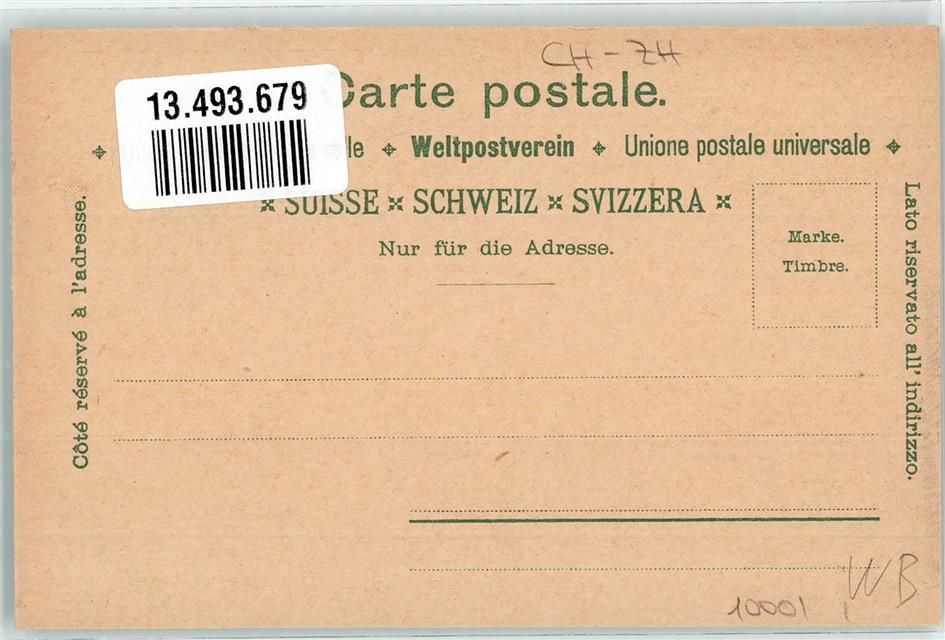 CH - ZH
13.493.679
Carte postale.
Weltpostverein Unione postale universale
SUISSE SCHWEIZ SVIZZERA
Nur für die Adresse.
Marke.
Timbre.
Côté réservé à l'adresse.
Lato riservato all' indirizzo.
WB
10001